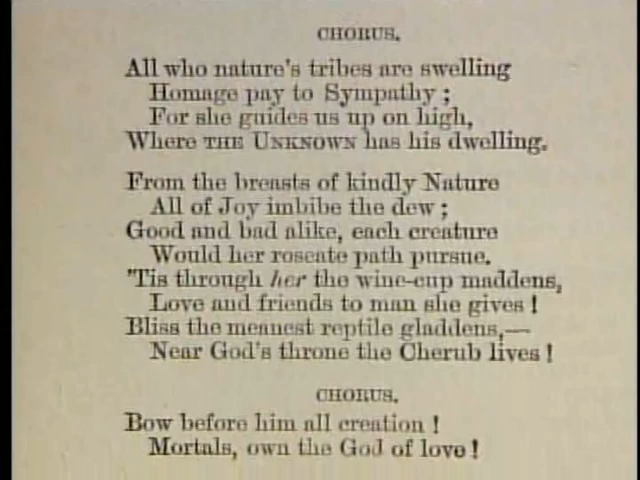 CHORUS.
All who nature's tribes are swelling
Homage pay to Sympathy;
For she guides us up on high,
Where THE UNKNOWN has his dwelling.
From the breasts of kindly Nature
All of Joy imbibe the dew;
Good and bad alike, each creature
Would her roseate path pursue.
'Tis through her the wine-cup maddens,
Love and friends to man she gives!
Bliss the meanest reptile gladdens,—
Near God's throne the Cherub lives!
CHORUS.
Bow before him all creation!
Mortals, own the God of love!